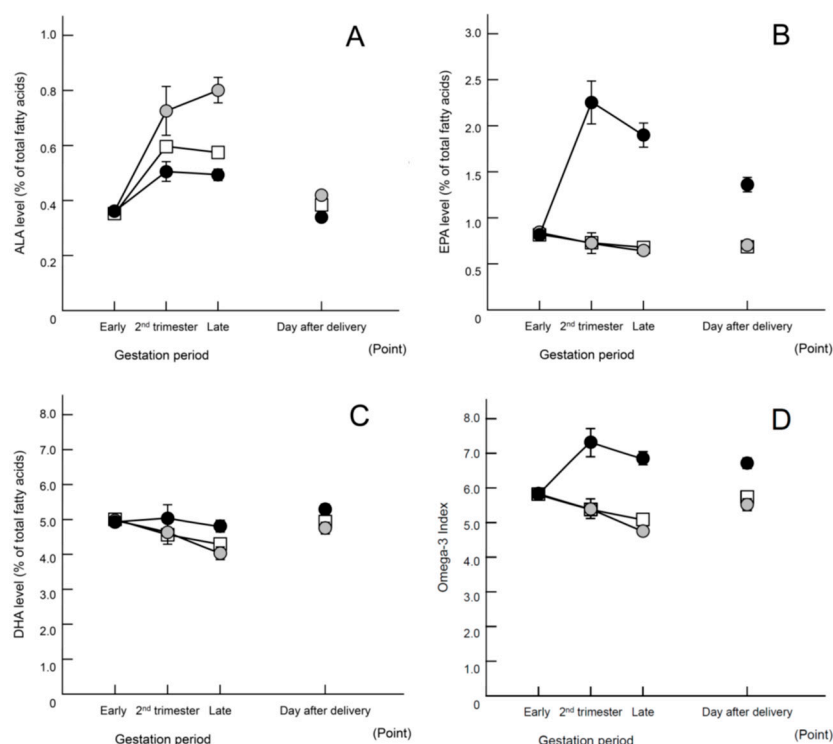 A
ALA level (% of total fatty acids)
1.0
0.8
0.6
0.4
0.2
0
Early 2nd trimester Late Day after delivery
Gestation period (Point)
B
EPA level (% of total fatty acids)
3.0
2.5
2.0
1.5
1.0
0.5
0
Early 2nd trimester Late Day after delivery
Gestation period (Point)
C
DHA level (% of total fatty acids)
8.0
7.0
6.0
5.0
4.0
3.0
2.0
1.0
0
Early 2nd trimester Late Day after delivery
Gestation period (Point)
D
Omega-3 Index
8.0
7.0
6.0
5.0
4.0
3.0
2.0
1.0
0
Early 2nd trimester Late Day after delivery
Gestation period (Point)